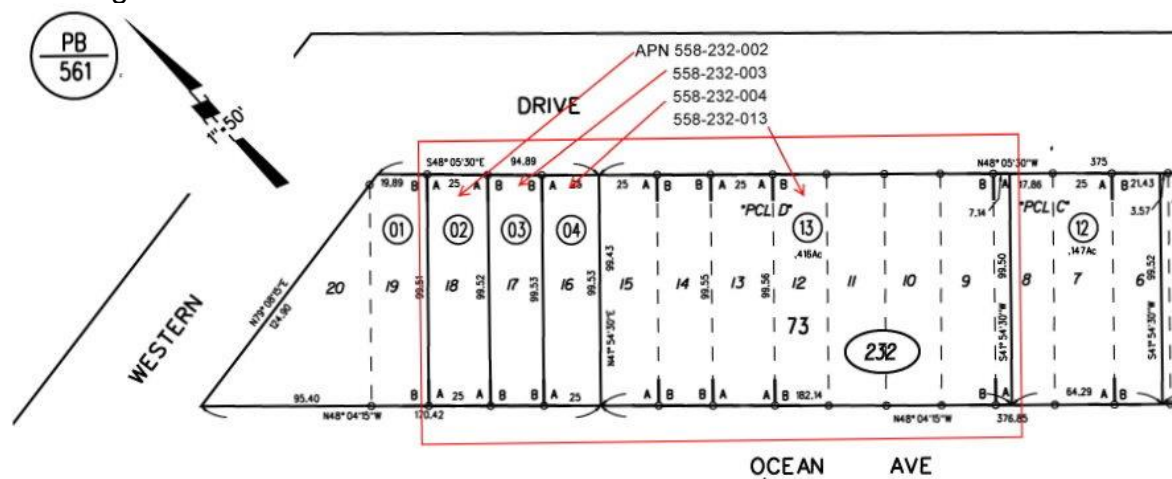 PB
561
1"=50'
APN 558-232-002
558-232-003
558-232-004
558-232-013
DRIVE
S48° 05'30"E
94.89
N48° 05'30"W
375
19.89 B A 25 A B B A 25 25 A B A 25 A B B A 17.86 25 A B 21.43
"PCL D"
7.14
"PCL C"
3.57
01 02 03 04 13 12
.416Ac
.147Ac
20 19 18 17 16 15 14 13 12 11 10 9 8 7 6
99.51 99.52 99.53 99.53 99.43 99.55 99.56 99.50 99.52
N79° 08'15"E
124.90
N41° 54'30"E
S41° 54'30"W
S41° 54'30"W
73
232
WESTERN
95.40 B A 25 A B A 25 A B B A B 182.14 B A 64.29 A B
N48° 04'15"W
170.42
N48° 04'15"W
376.85
OCEAN AVE